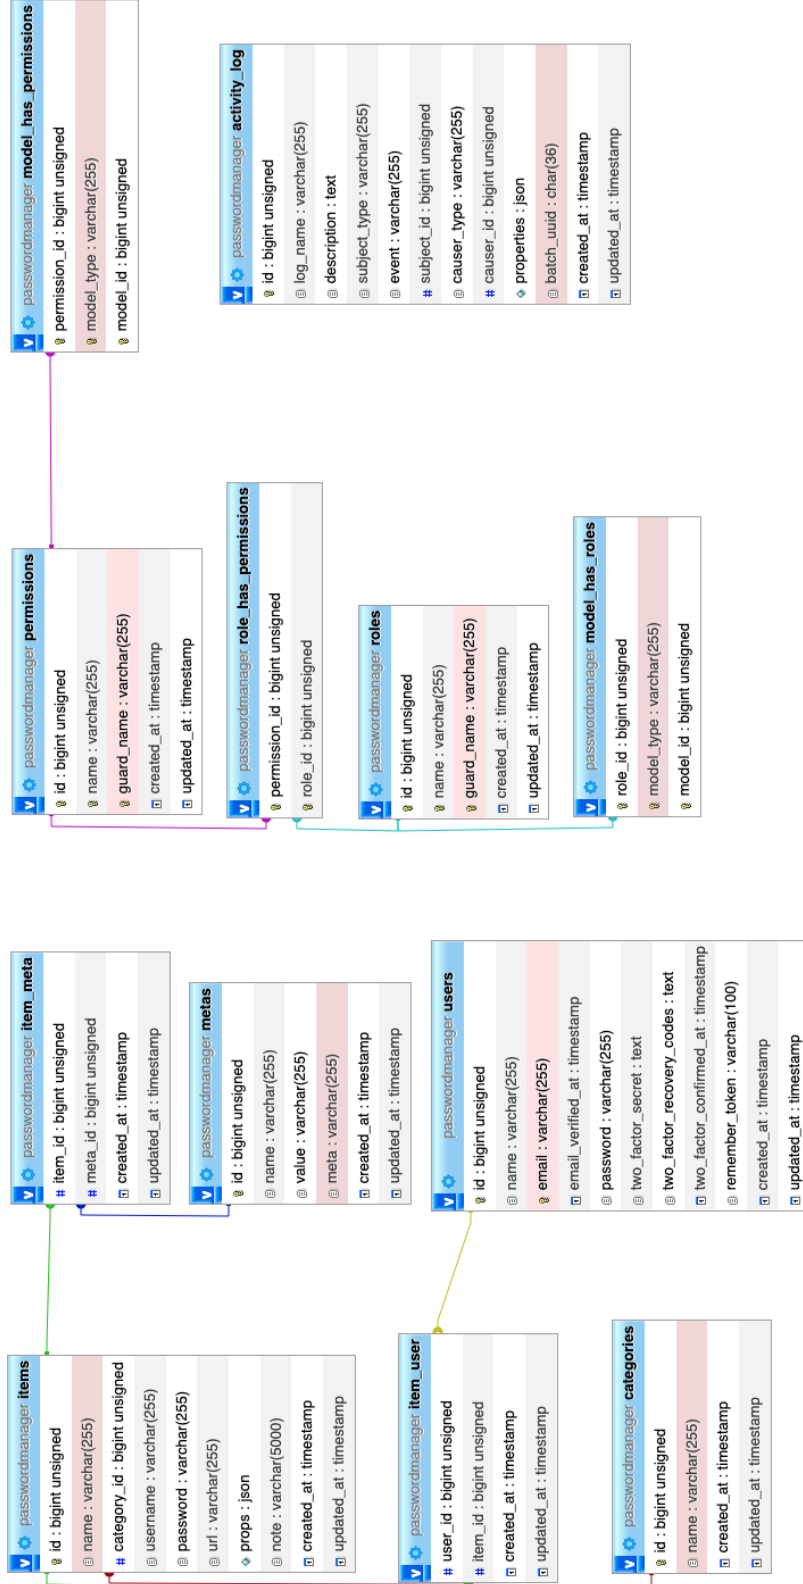 v passwordmanager items
id : bigint unsigned
name : varchar(255)
# category_id : bigint unsigned
username : varchar(255)
password : varchar(255)
url : varchar(255)
props : json
note : varchar(5000)
created_at : timestamp
updated_at : timestamp
v passwordmanager item_user
# user_id : bigint unsigned
# item_id : bigint unsigned
created_at : timestamp
updated_at : timestamp
v passwordmanager categories
id : bigint unsigned
name : varchar(255)
created_at : timestamp
updated_at : timestamp
v passwordmanager item_meta
# item_id : bigint unsigned
# meta_id : bigint unsigned
created_at : timestamp
updated_at : timestamp
v passwordmanager metas
id : bigint unsigned
name : varchar(255)
value : varchar(255)
meta : varchar(255)
created_at : timestamp
updated_at : timestamp
v passwordmanager users
id : bigint unsigned
name : varchar(255)
email : varchar(255)
email_verified_at : timestamp
password : varchar(255)
two_factor_secret : text
two_factor_recovery_codes : text
two_factor_confirmed_at : timestamp
remember_token : varchar(100)
created_at : timestamp
updated_at : timestamp
v passwordmanager permissions
id : bigint unsigned
name : varchar(255)
guard_name : varchar(255)
created_at : timestamp
updated_at : timestamp
v passwordmanager role_has_permissions
permission_id : bigint unsigned
role_id : bigint unsigned
v passwordmanager roles
id : bigint unsigned
name : varchar(255)
guard_name : varchar(255)
created_at : timestamp
updated_at : timestamp
v passwordmanager model_has_roles
role_id : bigint unsigned
model_type : varchar(255)
model_id : bigint unsigned
v passwordmanager model_has_permissions
permission_id : bigint unsigned
model_type : varchar(255)
model_id : bigint unsigned
v passwordmanager activity_log
id : bigint unsigned
log_name : varchar(255)
description : text
subject_type : varchar(255)
event : varchar(255)
# subject_id : bigint unsigned
causer_type : varchar(255)
# causer_id : bigint unsigned
properties : json
batch_uuid : char(36)
created_at : timestamp
updated_at : timestamp